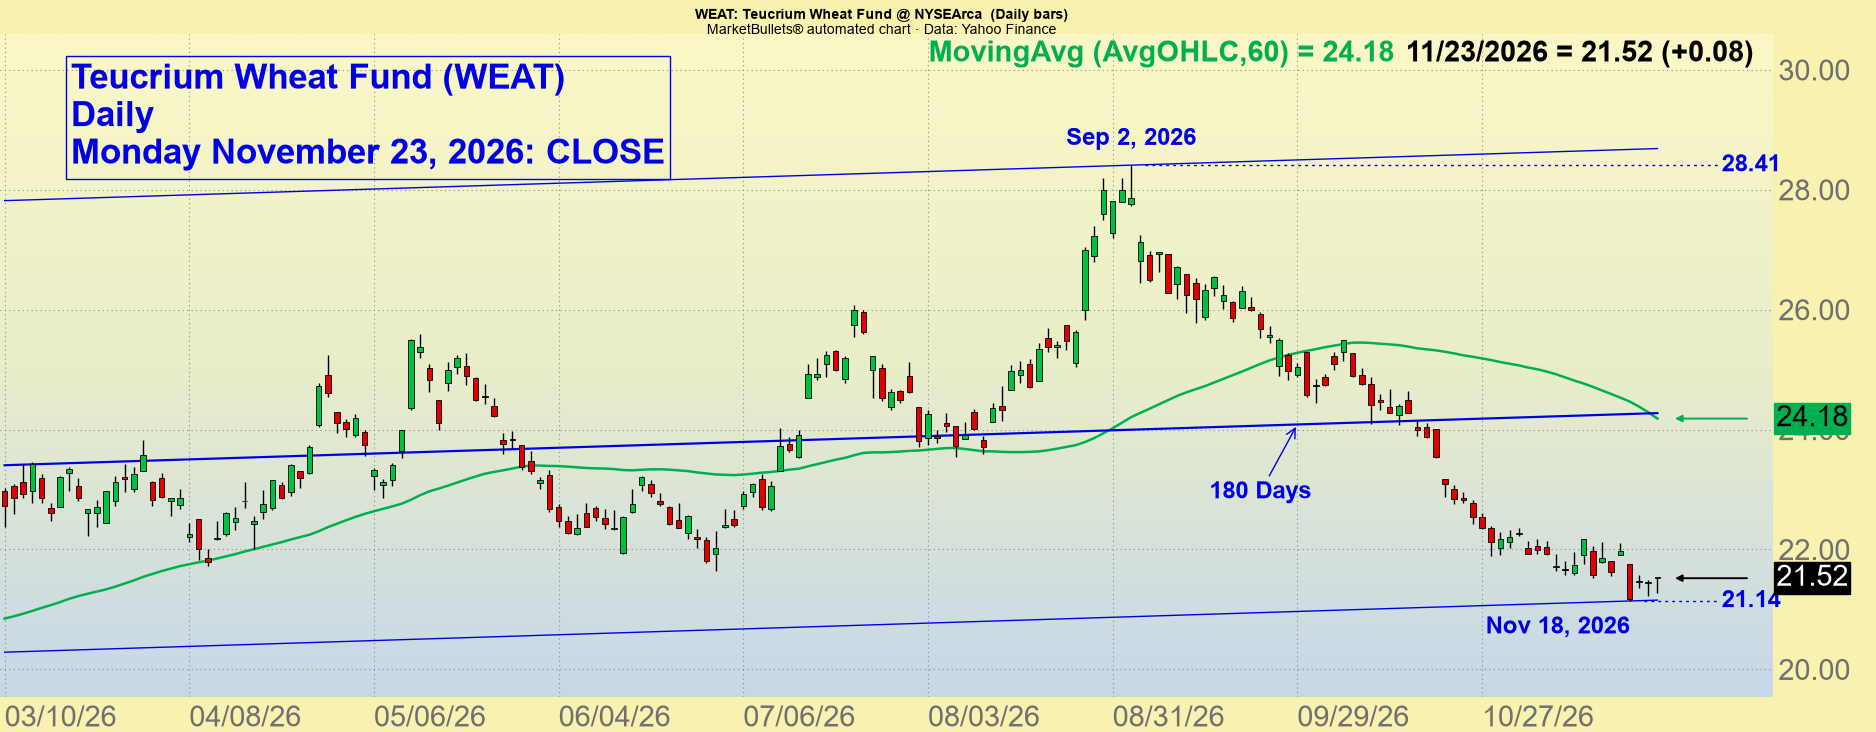 WEAT: Teucrium Wheat Fund @ NYSEArca (Daily bars)
MarketBullets® automated chart · Data: Yahoo Finance
MovingAvg (AvgOHLC,60) = 24.18 11/23/2026 = 21.52 (+0.08)
Teucrium Wheat Fund (WEAT)
Daily
Monday November 23, 2026: CLOSE
30.00
Sep 2, 2026
28.41
28.00
26.00
24.18
24.00
180 Days
22.00
21.52
21.14
Nov 18, 2026
20.00
03/10/26 04/08/26 05/06/26 06/04/26 07/06/26 08/03/26 08/31/26 09/29/26 10/27/26